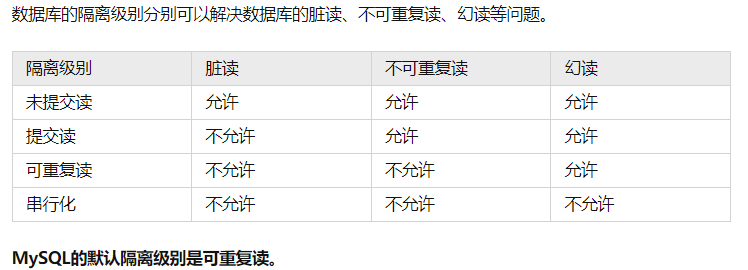 数据库的隔离级别分别可以解决数据库的脏读、不可重复读、幻读等问题。
隔离级别 脏读 不可重复读 幻读
未提交读 允许 允许 允许
提交读 不允许 允许 允许
可重复读 不允许 不允许 允许
串行化 不允许 不允许 不允许
MySQL的默认隔离级别是可重复读。